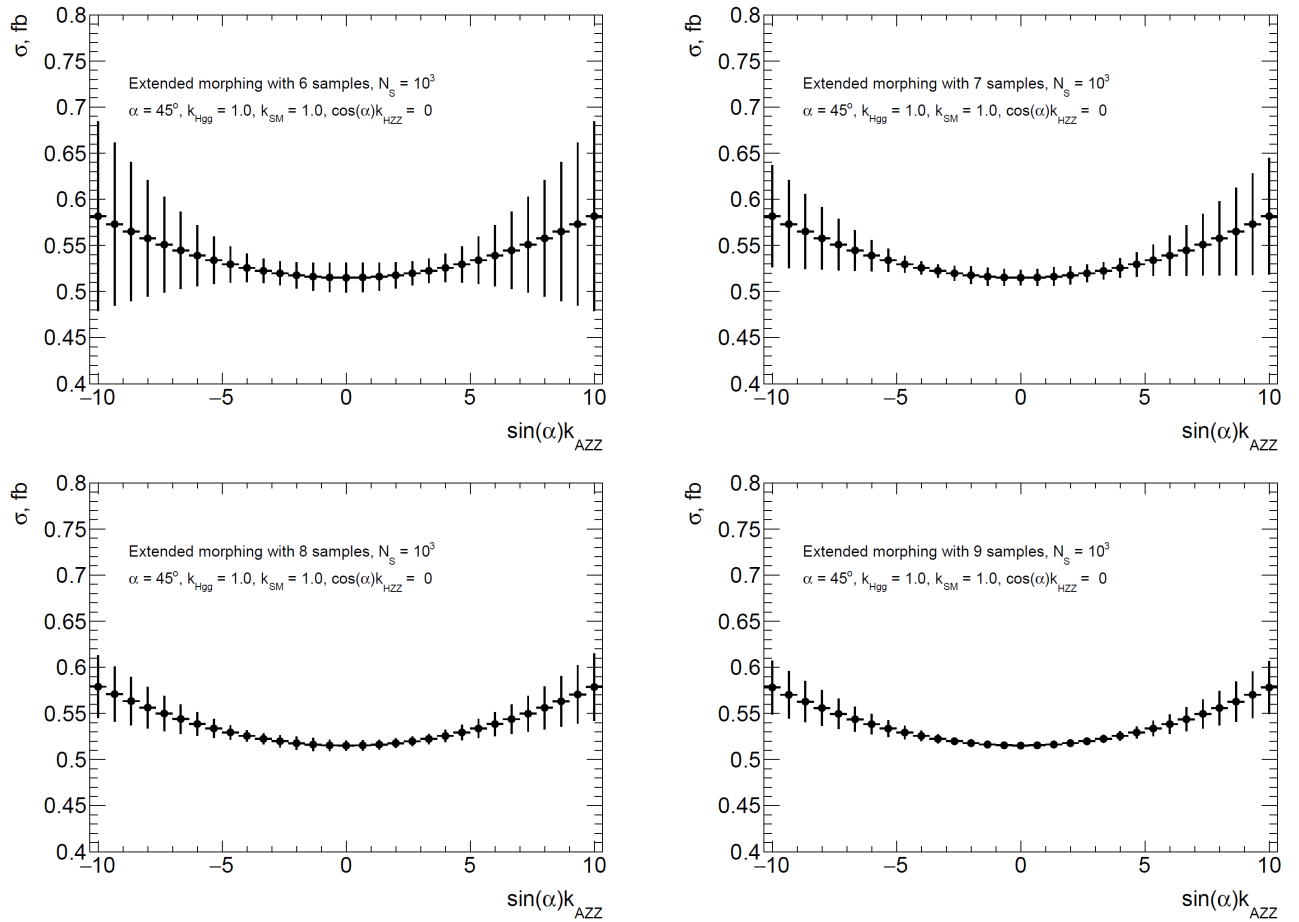 σ, fb
0.8
0.75
0.7
0.65
0.6
0.55
0.5
0.45
0.4
Extended morphing with 6 samples, N_S = 10^3
α = 45°, k_Hgg = 1.0, k_SM = 1.0, cos(α)k_HZZ = 0
−10 −5 0 5 10
sin(α)k_AZZ
σ, fb
0.8
0.75
0.7
0.65
0.6
0.55
0.5
0.45
0.4
Extended morphing with 7 samples, N_S = 10^3
α = 45°, k_Hgg = 1.0, k_SM = 1.0, cos(α)k_HZZ = 0
−10 −5 0 5 10
sin(α)k_AZZ
σ, fb
0.8
0.75
0.7
0.65
0.6
0.55
0.5
0.45
0.4
Extended morphing with 8 samples, N_S = 10^3
α = 45°, k_Hgg = 1.0, k_SM = 1.0, cos(α)k_HZZ = 0
−10 −5 0 5 10
sin(α)k_AZZ
σ, fb
0.8
0.75
0.7
0.65
0.6
0.55
0.5
0.45
0.4
Extended morphing with 9 samples, N_S = 10^3
α = 45°, k_Hgg = 1.0, k_SM = 1.0, cos(α)k_HZZ = 0
−10 −5 0 5 10
sin(α)k_AZZ